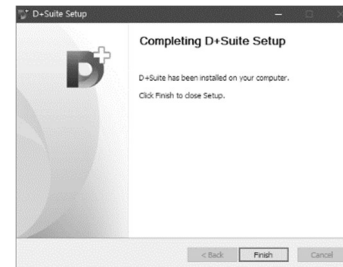 D+Suite Setup
Completing D+Suite Setup
D+
D+Suite has been installed on your computer.
Click Finish to close Setup.
< Back
Finish
Cancel